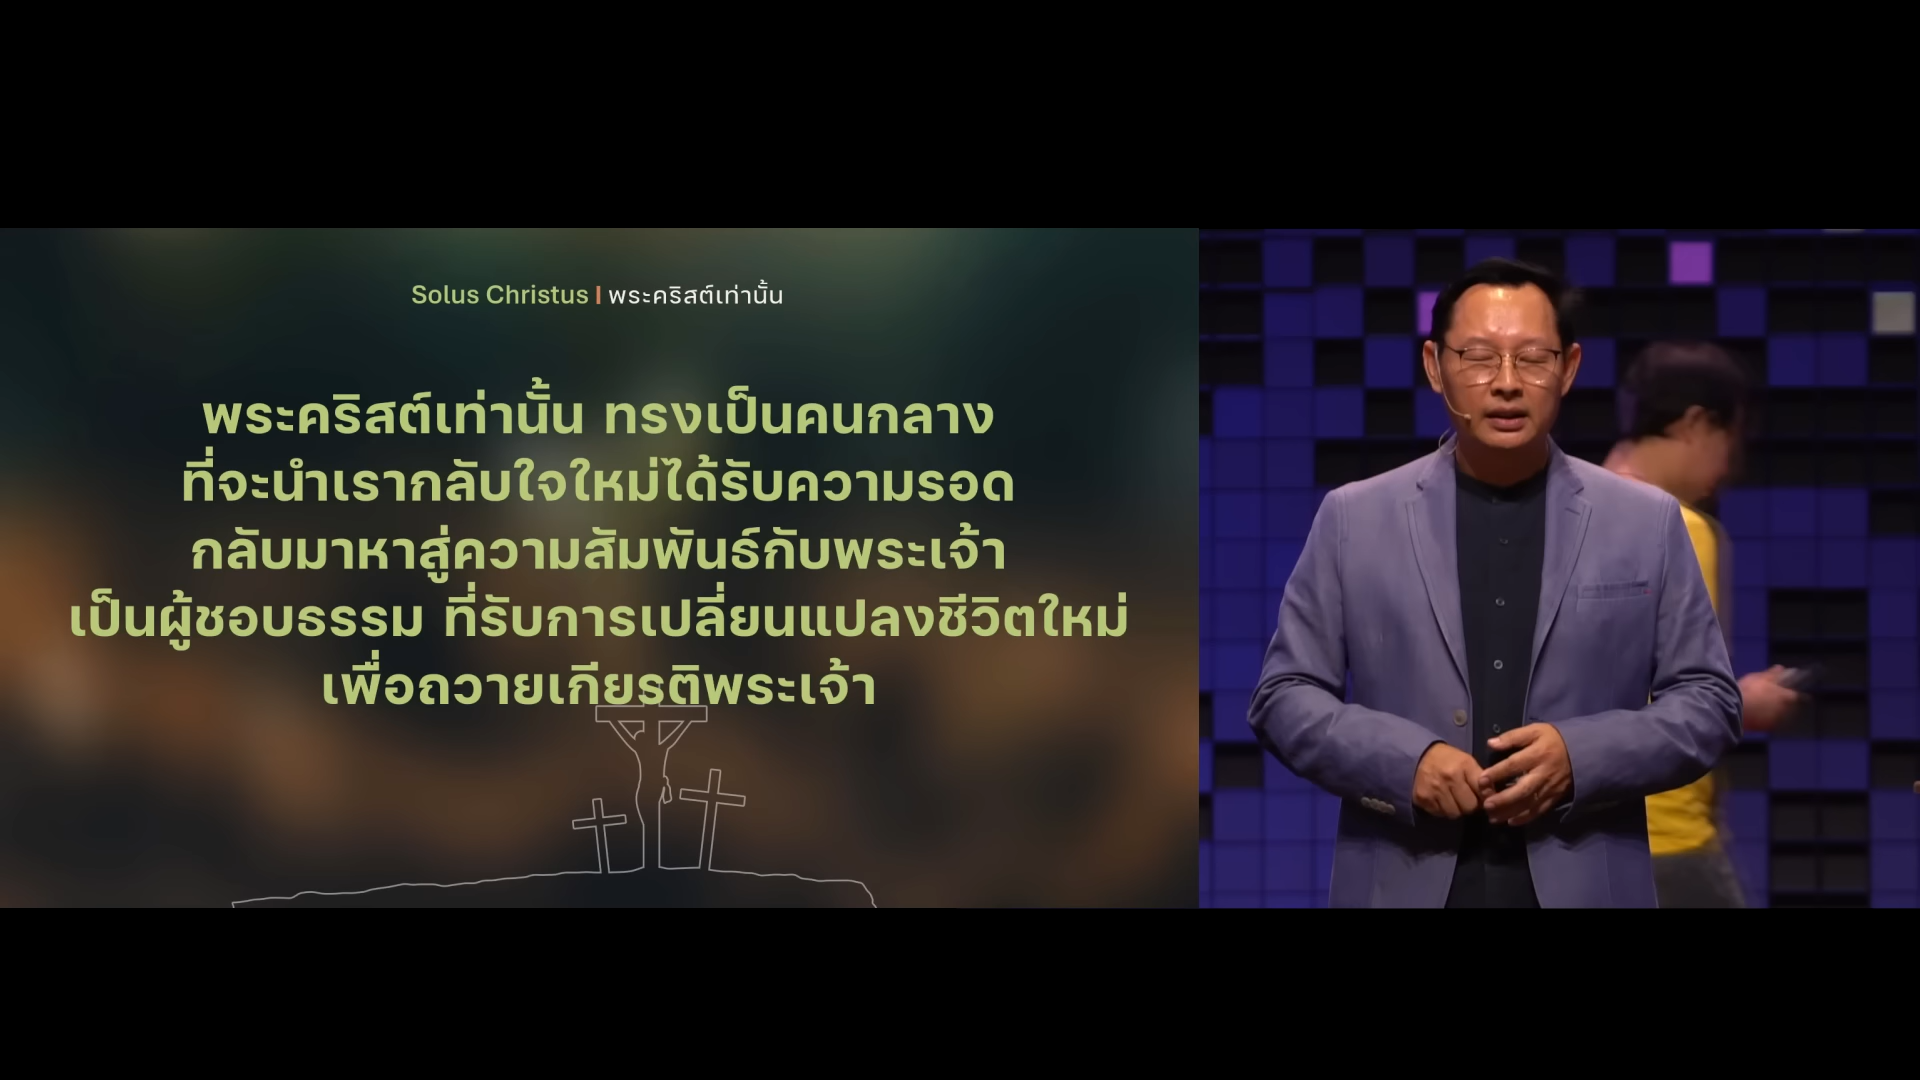 Solus Christus | พระคริสต์เท่านั้น
พระคริสต์เท่านั้น ทรงเป็นคนกลาง
ที่จะนำเรากลับใจใหม่ได้รับความรอด
กลับมาหาสู่ความสัมพันธ์กับพระเจ้า
เป็นผู้ชอบธรรม ที่รับการเปลี่ยนแปลงชีวิตใหม่
เพื่อถวายเกียรติพระเจ้า